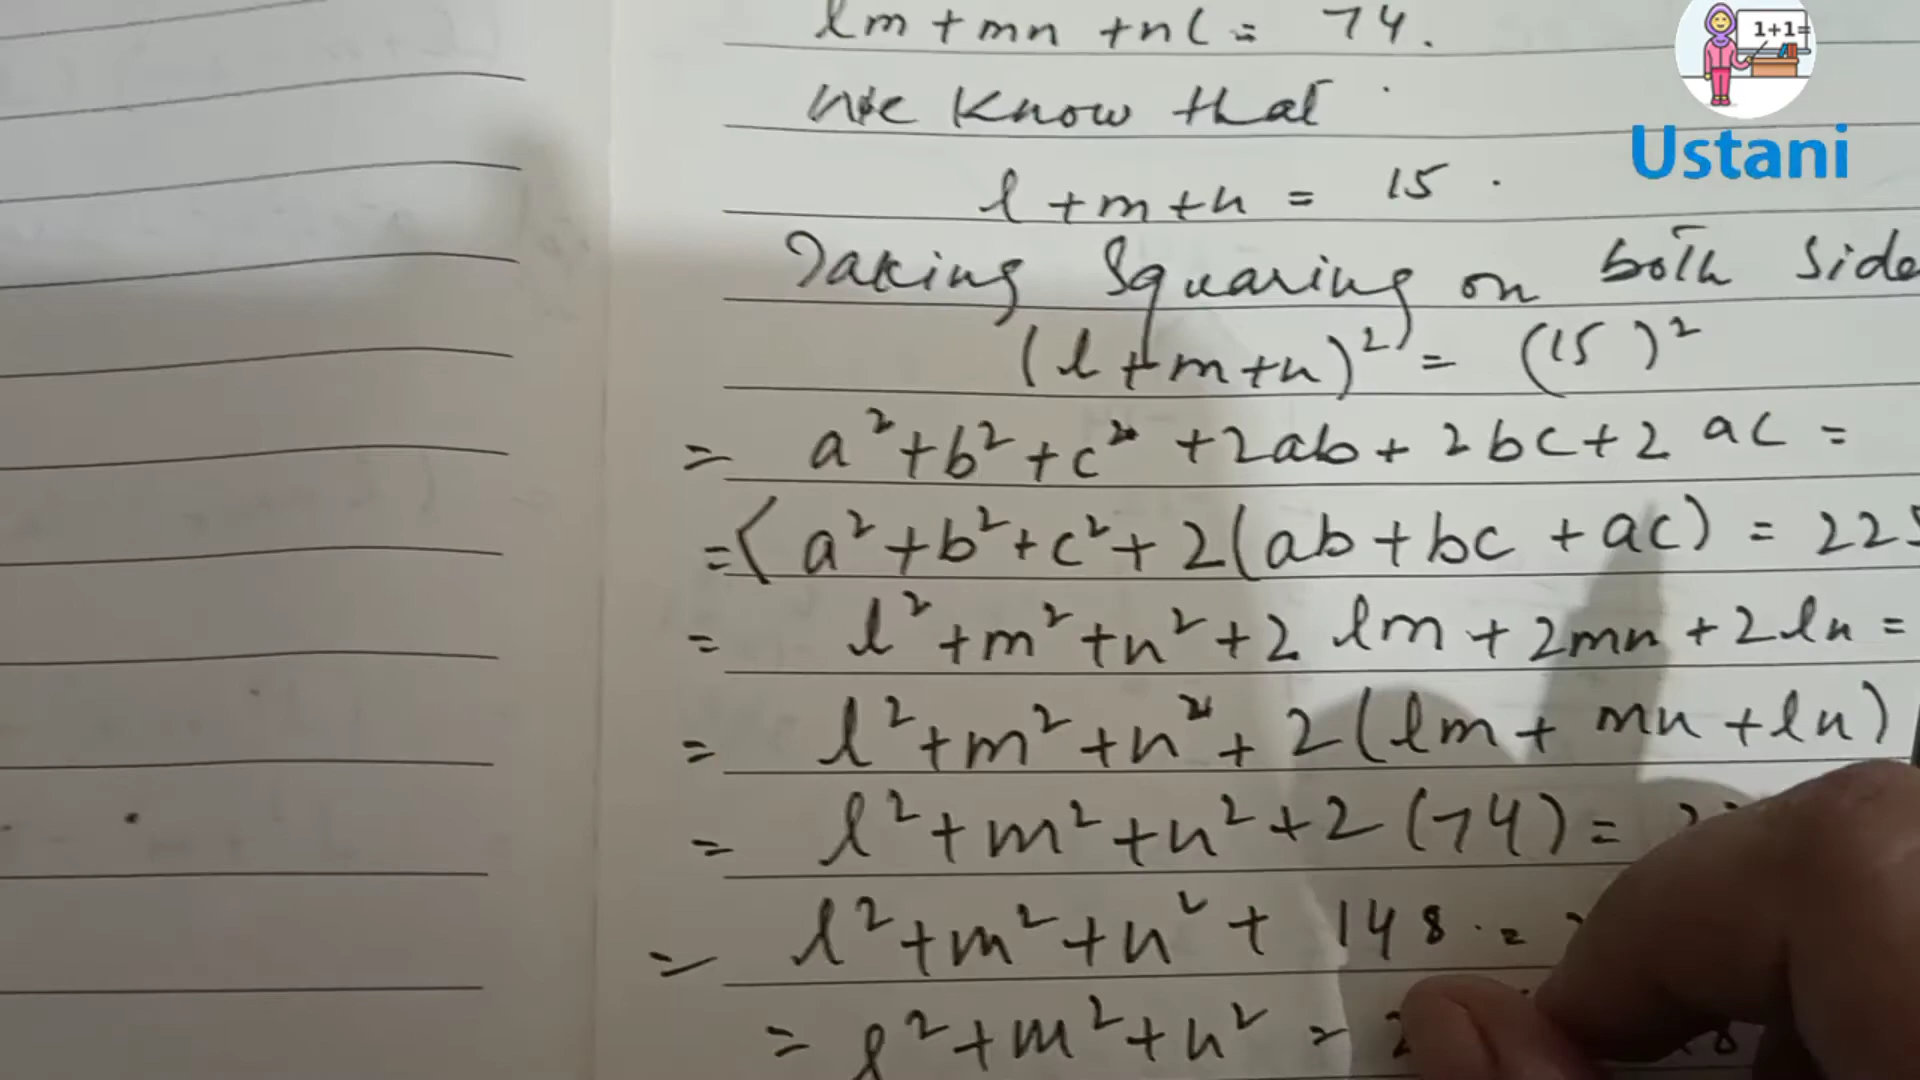 lm + mn + nl = 74.
We Know that
l + m + n = 15.
Taking Squaring on both Side
(l + m + n)² = (15)²
= a² + b² + c² + 2ab + 2bc + 2ac =
= a² + b² + c² + 2(ab + bc + ac) = 225
= l² + m² + n² + 2lm + 2mn + 2ln =
= l² + m² + n² + 2(lm + mn + ln)
= l² + m² + n² + 2(74) =
= l² + m² + n² + 148 =
= l² + m² + n² =
1+1=
Ustani